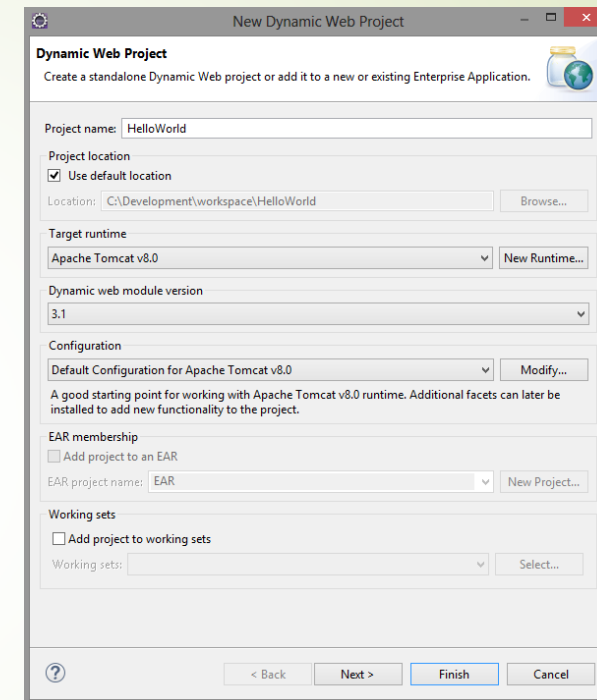 New Dynamic Web Project
Dynamic Web Project
Create a standalone Dynamic Web project or add it to a new or existing Enterprise Application.
Project name: HelloWorld
Project location
Use default location
Location: C:\Development\workspace\HelloWorld Browse...
Target runtime
Apache Tomcat v8.0 New Runtime...
Dynamic web module version
3.1
Configuration
Default Configuration for Apache Tomcat v8.0 Modify...
A good starting point for working with Apache Tomcat v8.0 runtime. Additional facets can later be
installed to add new functionality to the project.
EAR membership
Add project to an EAR
EAR project name: EAR New Project...
Working sets
Add project to working sets
Working sets: Select...
? < Back Next > Finish Cancel